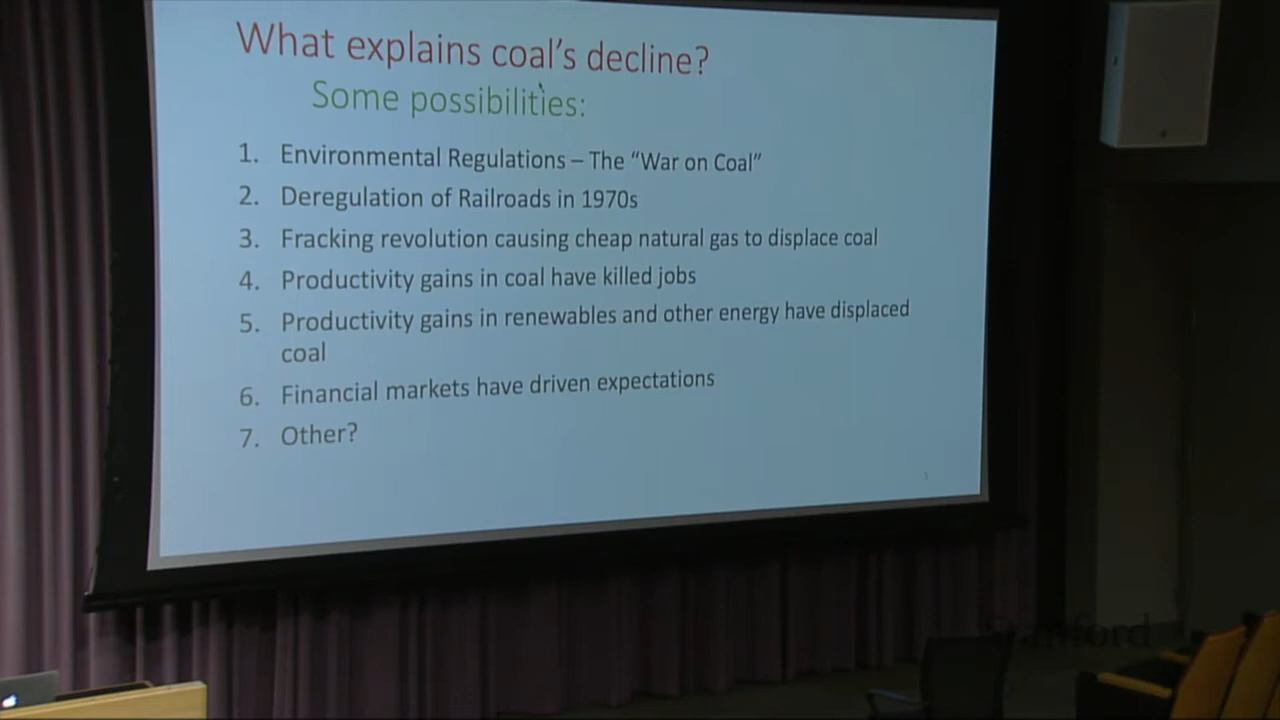 What explains coal's decline?
Some possibilities:
1. Environmental Regulations – The “War on Coal”
2. Deregulation of Railroads in 1970s
3. Fracking revolution causing cheap natural gas to displace coal
4. Productivity gains in coal have killed jobs
5. Productivity gains in renewables and other energy have displaced
coal
6. Financial markets have driven expectations
7. Other?
Stanford